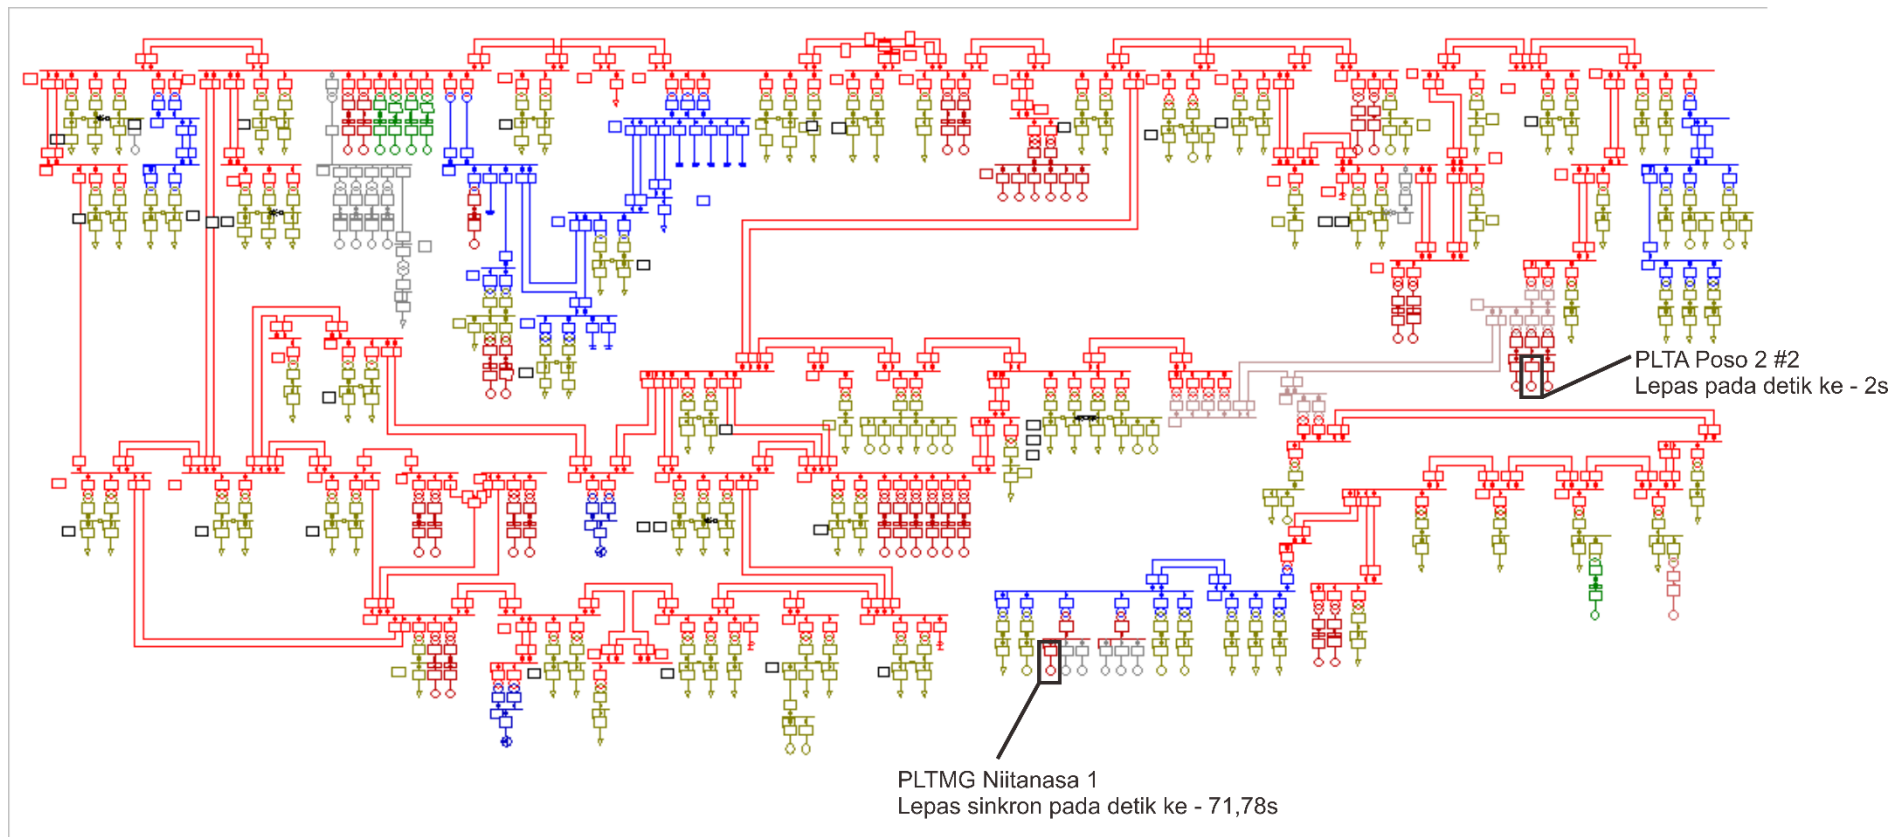 PLTA Poso 2 #2
Lepas pada detik ke - 2s
PLTMG Niitanasa 1
Lepas sinkron pada detik ke - 71,78s